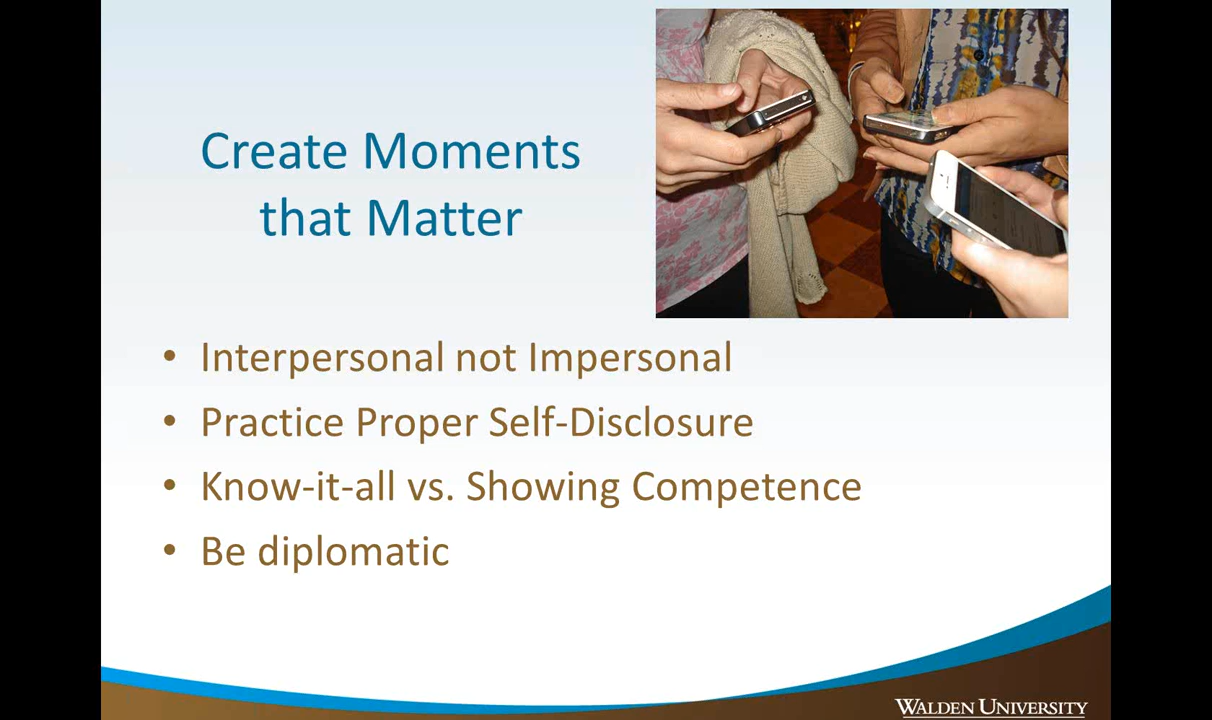 Create Moments
that Matter
• Interpersonal not Impersonal
• Practice Proper Self-Disclosure
• Know-it-all vs. Showing Competence
• Be diplomatic
WALDEN UNIVERSITY